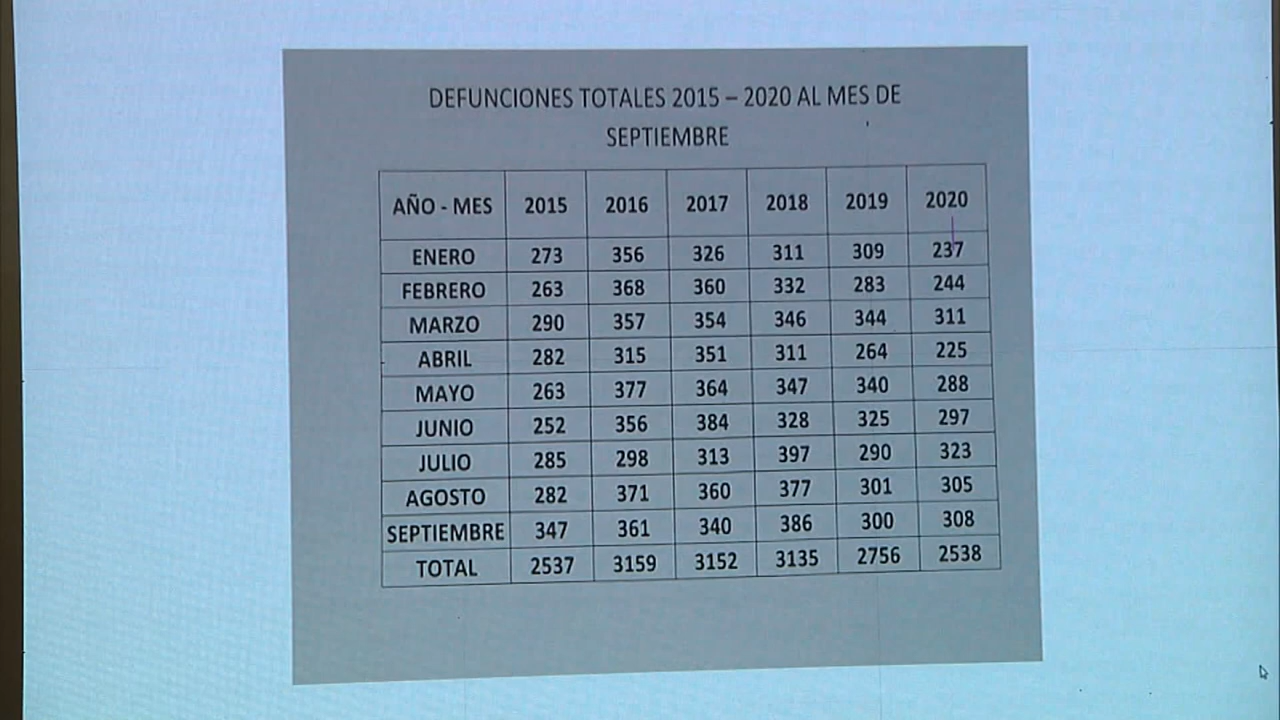 DEFUNCIONES TOTALES 2015 – 2020 AL MES DE
SEPTIEMBRE
AÑO - MES 2015 2016 2017 2018 2019 2020
ENERO 273 356 326 311 309 237
FEBRERO 263 368 360 332 283 244
MARZO 290 357 354 346 344 311
ABRIL 282 315 351 311 264 225
MAYO 263 377 364 347 340 288
JUNIO 252 356 384 328 325 297
JULIO 285 298 313 397 290 323
AGOSTO 282 371 360 377 301 305
SEPTIEMBRE 347 361 340 386 300 308
TOTAL 2537 3159 3152 3135 2756 2538